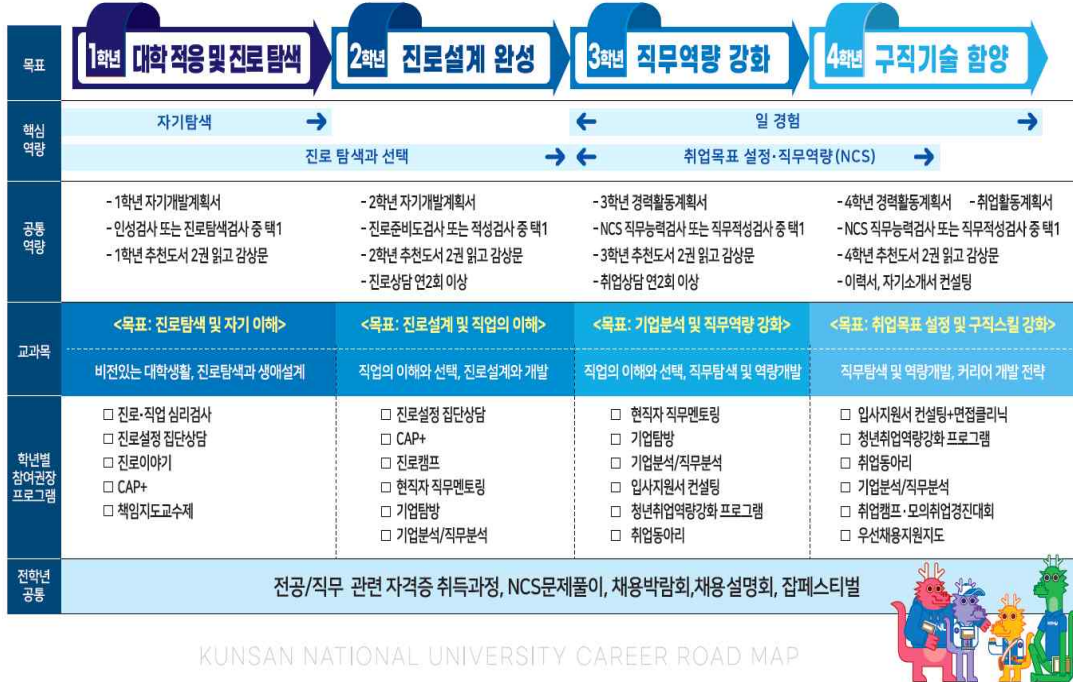 목표
1학년 대학 적응 및 진로 탐색
2학년 진로설계 완성
3학년 직무역량 강화
4학년 구직기술 함양
핵심
역량
자기탐색
일 경험
진로 탐색과 선택
취업목표 설정·직무역량(NCS)
공통
역량
- 1학년 자기개발계획서
- 인성검사 또는 진로탐색검사 중 택1
- 1학년 추천도서 2권 읽고 감상문
- 2학년 자기개발계획서
- 진로준비도검사 또는 적성검사 중 택1
- 2학년 추천도서 2권 읽고 감상문
- 진로상담 연2회 이상
- 3학년 경력활동계획서
- NCS 직무능력검사 또는 직무적성검사 중 택1
- 3학년 추천도서 2권 읽고 감상문
- 취업상담 연2회 이상
- 4학년 경력활동계획서 - 취업활동계획서
- NCS 직무능력검사 또는 직무적성검사 중 택1
- 4학년 추천도서 2권 읽고 감상문
- 이력서, 자기소개서 컨설팅
교과목
<목표: 진로탐색 및 자기 이해>
비전있는 대학생활, 진로탐색과 생애설계
<목표: 진로설계 및 직업의 이해>
직업의 이해와 선택, 진로설계와 개발
<목표: 기업분석 및 직무역량 강화>
직업의 이해와 선택, 직무탐색 및 역량개발
<목표: 취업목표 설정 및 구직스킬 강화>
직무탐색 및 역량개발, 커리어 개발 전략
학년별
참여권장
프로그램
□ 진로·직업 심리검사
□ 진로설정 집단상담
□ 진로이야기
□ CAP+
□ 책임지도교수제
□ 진로설정 집단상담
□ CAP+
□ 진로캠프
□ 현직자 직무멘토링
□ 기업탐방
□ 기업분석/직무분석
□ 현직자 직무멘토링
□ 기업탐방
□ 기업분석/직무분석
□ 입사지원서 컨설팅
□ 청년취업역량강화 프로그램
□ 취업동아리
□ 입사지원서 컨설팅+면접클리닉
□ 청년취업역량강화 프로그램
□ 취업동아리
□ 기업분석/직무분석
□ 취업캠프·모의취업경진대회
□ 우선채용지원지도
전학년
공통
전공/직무 관련 자격증 취득과정, NCS문제풀이, 채용박람회,채용설명회, 잡페스티벌
KUNSAN NATIONAL UNIVERSITY CAREER ROAD MAP